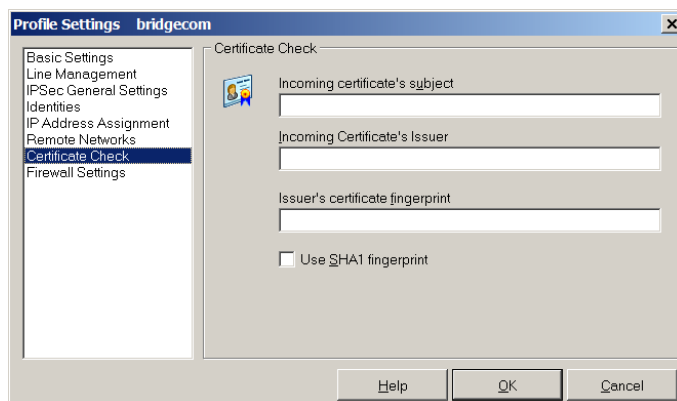 Profile Settings bridgecom
Basic Settings
Line Management
IPSec General Settings
Identities
IP Address Assignment
Remote Networks
Certificate Check
Firewall Settings
Certificate Check
Incoming certificate's subject
Incoming Certificate's Issuer
Issuer's certificate fingerprint
Use SHA1 fingerprint
Help OK Cancel